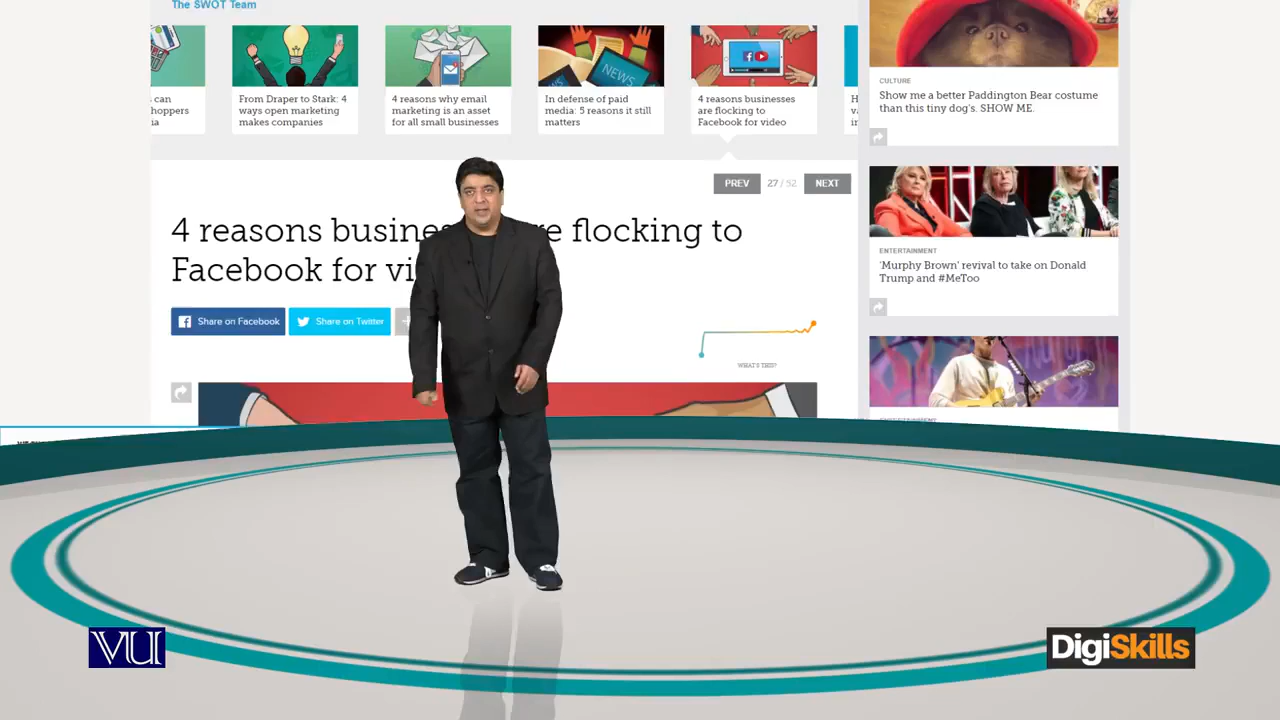 The SWOT Team
s can
hoppers
ia
From Draper to Stark: 4
ways open marketing
makes companies
4 reasons why email
marketing is an asset
for all small businesses
NEWS
In defense of paid
media: 5 reasons it still
matters
4 reasons businesses
are flocking to
Facebook for video
PREV
27 / 52
NEXT
4 reasons busines re flocking to
Facebook for vi
Share on Facebook
Share on Twitter
WHAT'S THIS?
CULTURE
Show me a better Paddington Bear costume
than this tiny dog's. SHOW ME.
ENTERTAINMENT
'Murphy Brown' revival to take on Donald
Trump and #MeToo
VU
DigiSkills